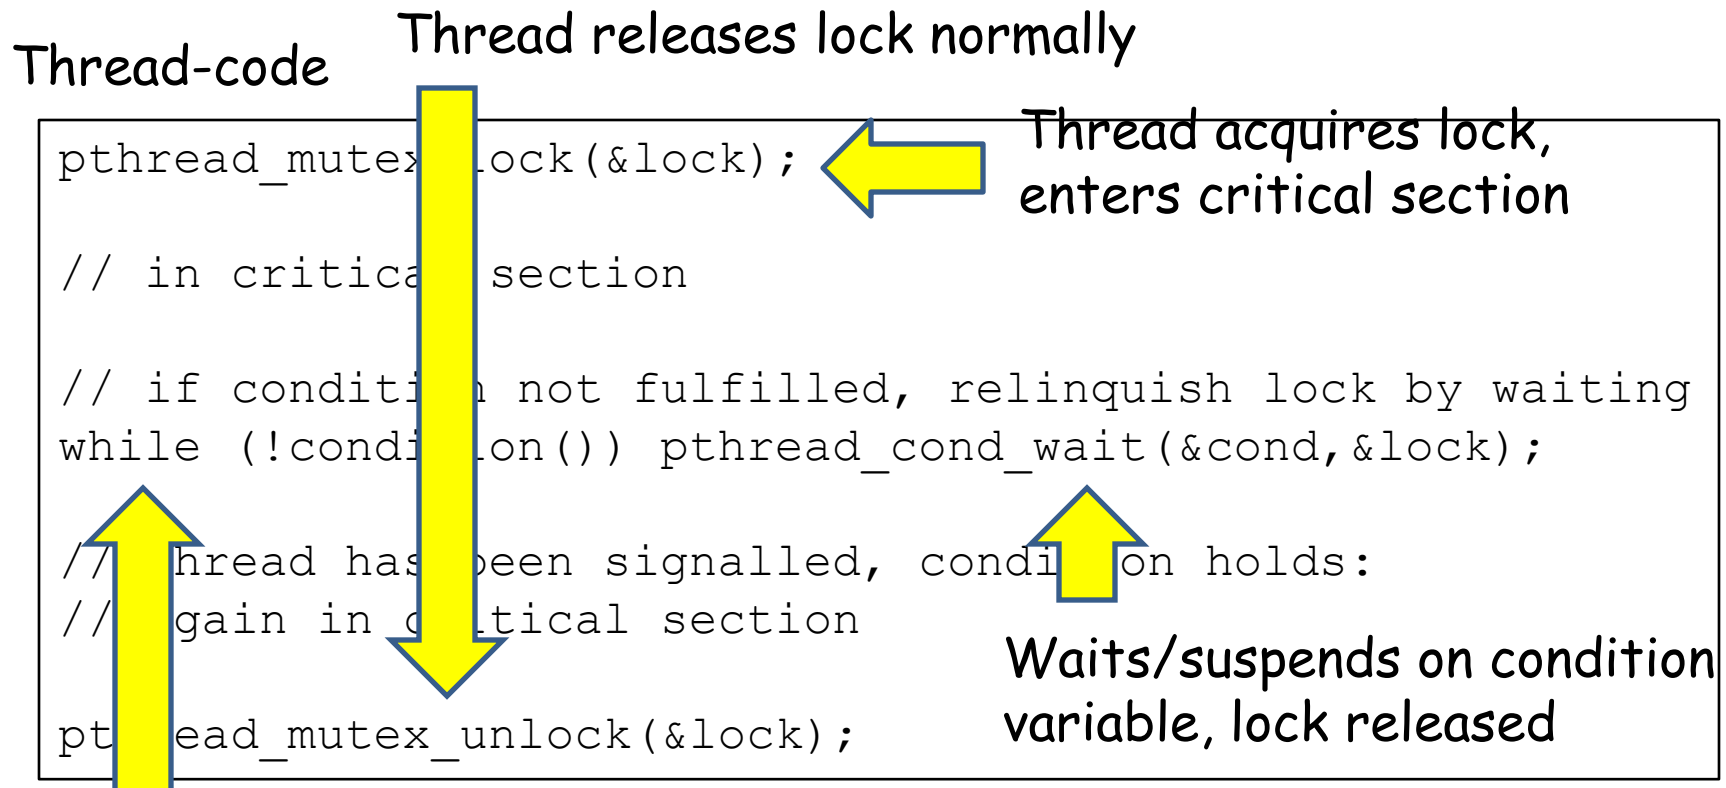 Thread releases lock normally
Thread-code
pthread_mutex_lock(&lock);
Thread acquires lock,
enters critical section
// in critical section
// if condition not fulfilled, relinquish lock by waiting
while (!condition()) pthread_cond_wait(&cond,&lock);
// thread has been signalled, condition holds:
// again in critical section
Waits/suspends on condition
variable, lock released
pthread_mutex_unlock(&lock);